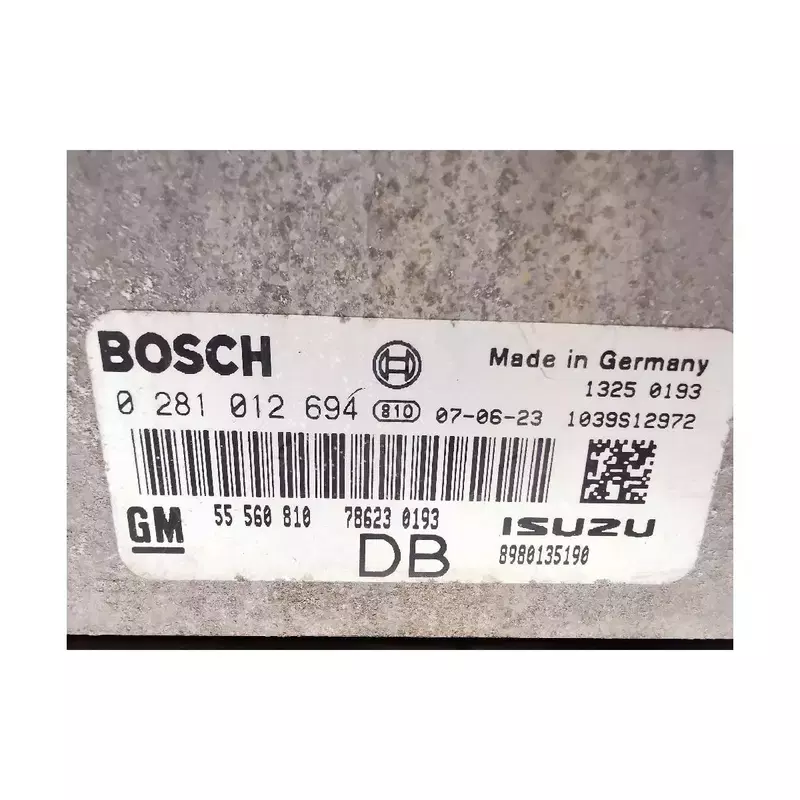 BOSCH Made in Germany
1325 0193
0 281 012 694 810 07-06-23 1039S12972
GM 55 560 810 78623 0193 ISUZU
DB 8980135190